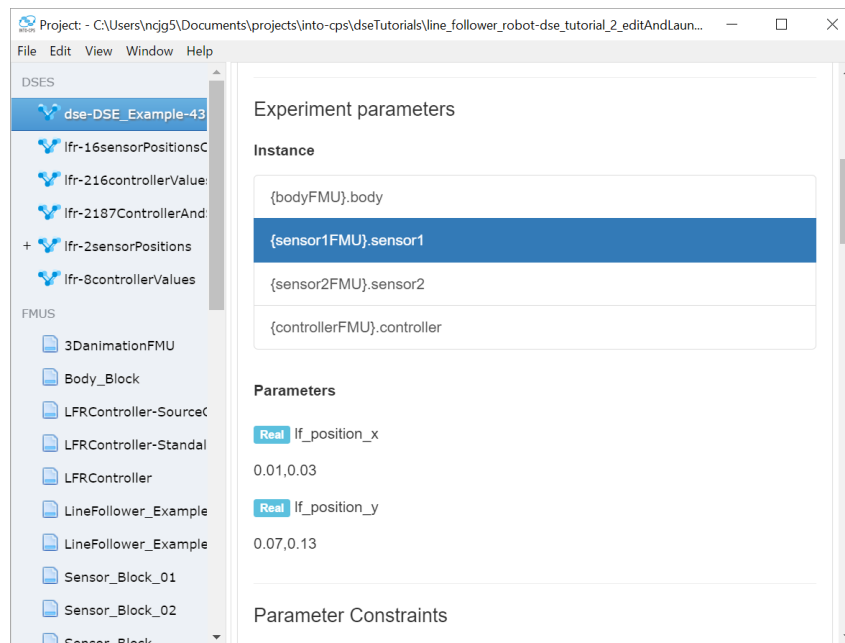 Project: - C:\Users\ncjg5\Documents\projects\into-cps\dseTutorials\line_follower_robot-dse_tutorial_2_editAndLaun...
File Edit View Window Help
DSES
dse-DSE_Example-43
lfr-16sensorPositionsC
lfr-216controllerValues
lfr-2187ControllerAndS
+ lfr-2sensorPositions
lfr-8controllerValues
FMUS
3DanimationFMU
Body_Block
LFRController-SourceC
LFRController-Standal
LFRController
LineFollower_Example
LineFollower_Example
Sensor_Block_01
Sensor_Block_02
Sensor_Block
Experiment parameters
Instance
{bodyFMU}.body
{sensor1FMU}.sensor1
{sensor2FMU}.sensor2
{controllerFMU}.controller
Parameters
Real lf_position_x
0.01,0.03
Real lf_position_y
0.07,0.13
Parameter Constraints